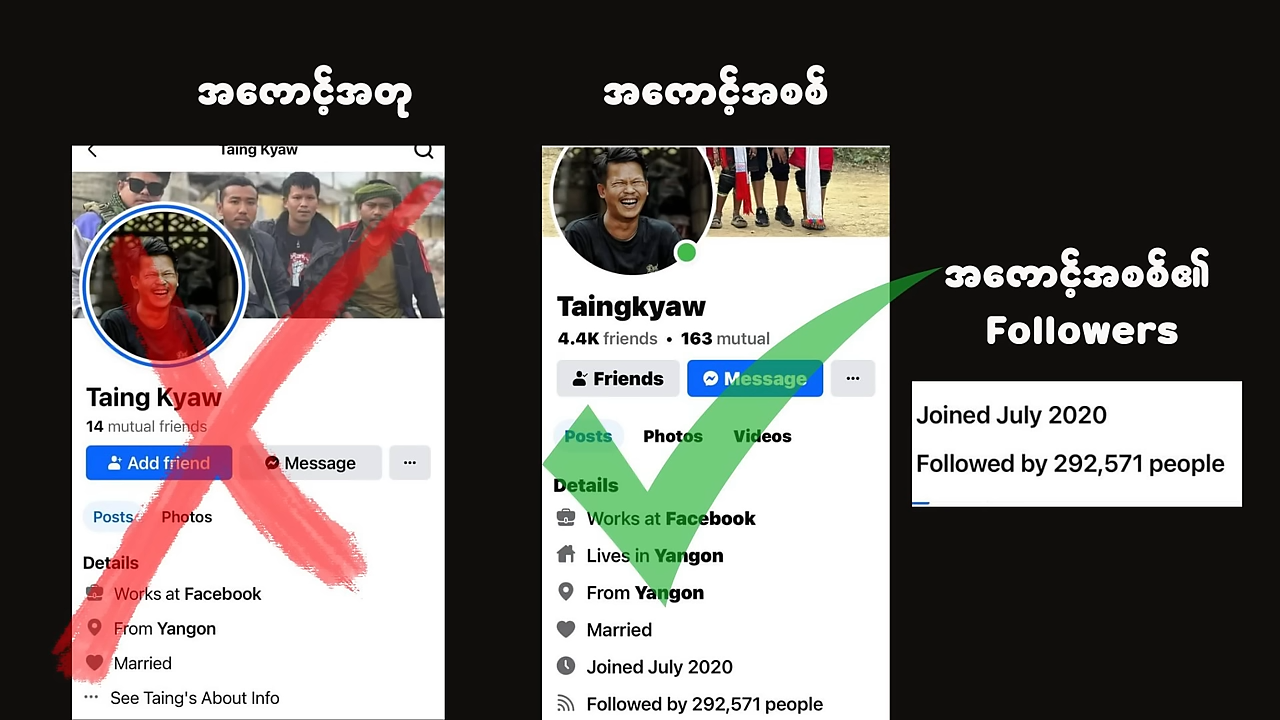 အကောင့်အတု
Taing Kyaw
Taing Kyaw
14 mutual friends
Add friend
Message
Posts
Photos
Details
Works at Facebook
From Yangon
Married
See Taing's About Info
အကောင့်အစစ်
Taingkyaw
4.4K friends • 163 mutual
Friends
Message
Posts
Photos
Videos
Details
Works at Facebook
Lives in Yangon
From Yangon
Married
Joined July 2020
Followed by 292,571 people
အကောင့်အစစ်၏
Followers
Joined July 2020
Followed by 292,571 people